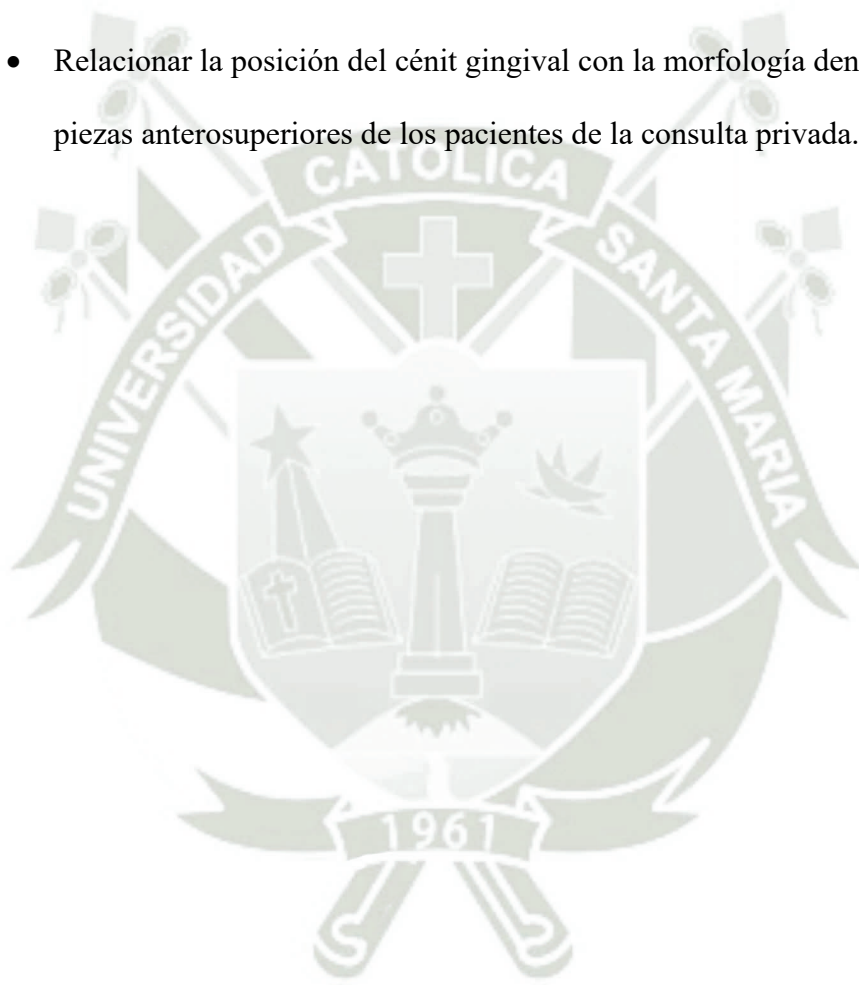 • Relacionar la posición del cénit gingival con la morfología den
piezas anterosuperiores de los pacientes de la consulta privada.
UNIVERSIDAD CATOLICA SANTA MARIA
1961